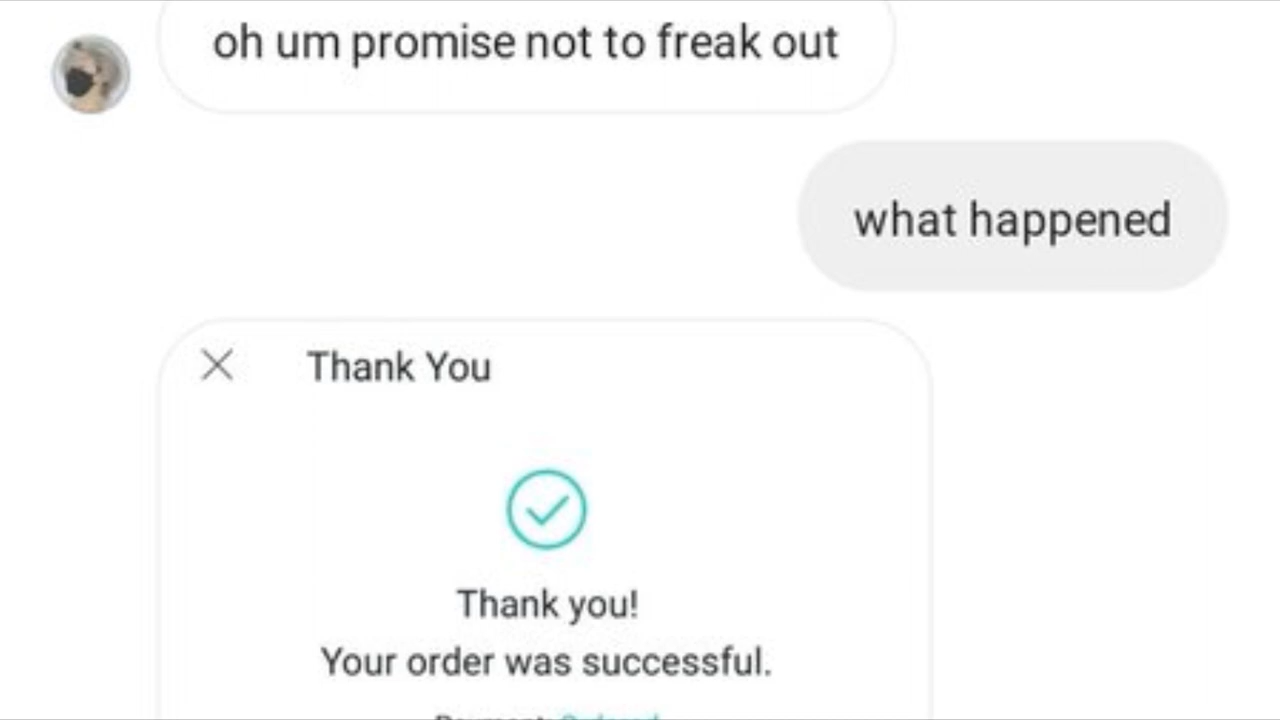 oh um promise not to freak out
what happened
Thank You
Thank you!
Your order was successful.